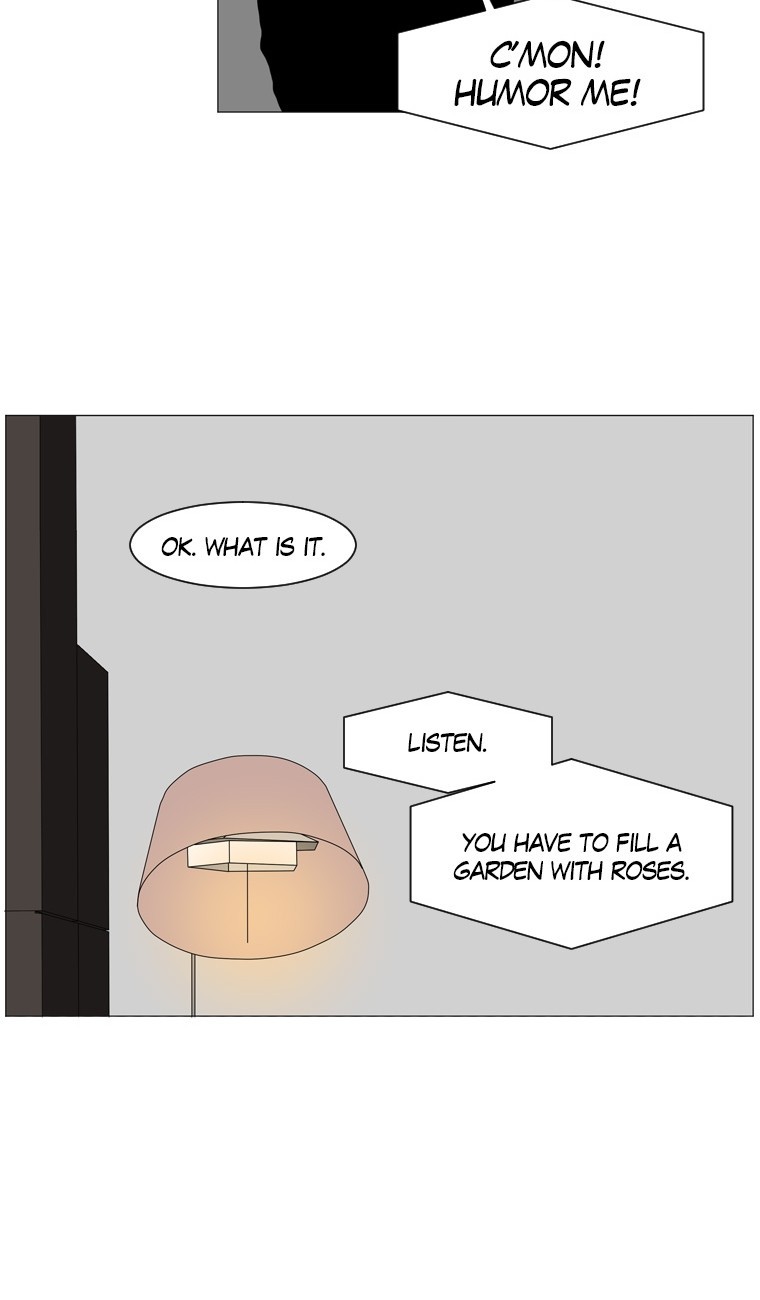 C'MON!
HUMOR ME!
OK. WHAT IS IT.
LISTEN.
YOU HAVE TO FILL A
GARDEN WITH ROSES.